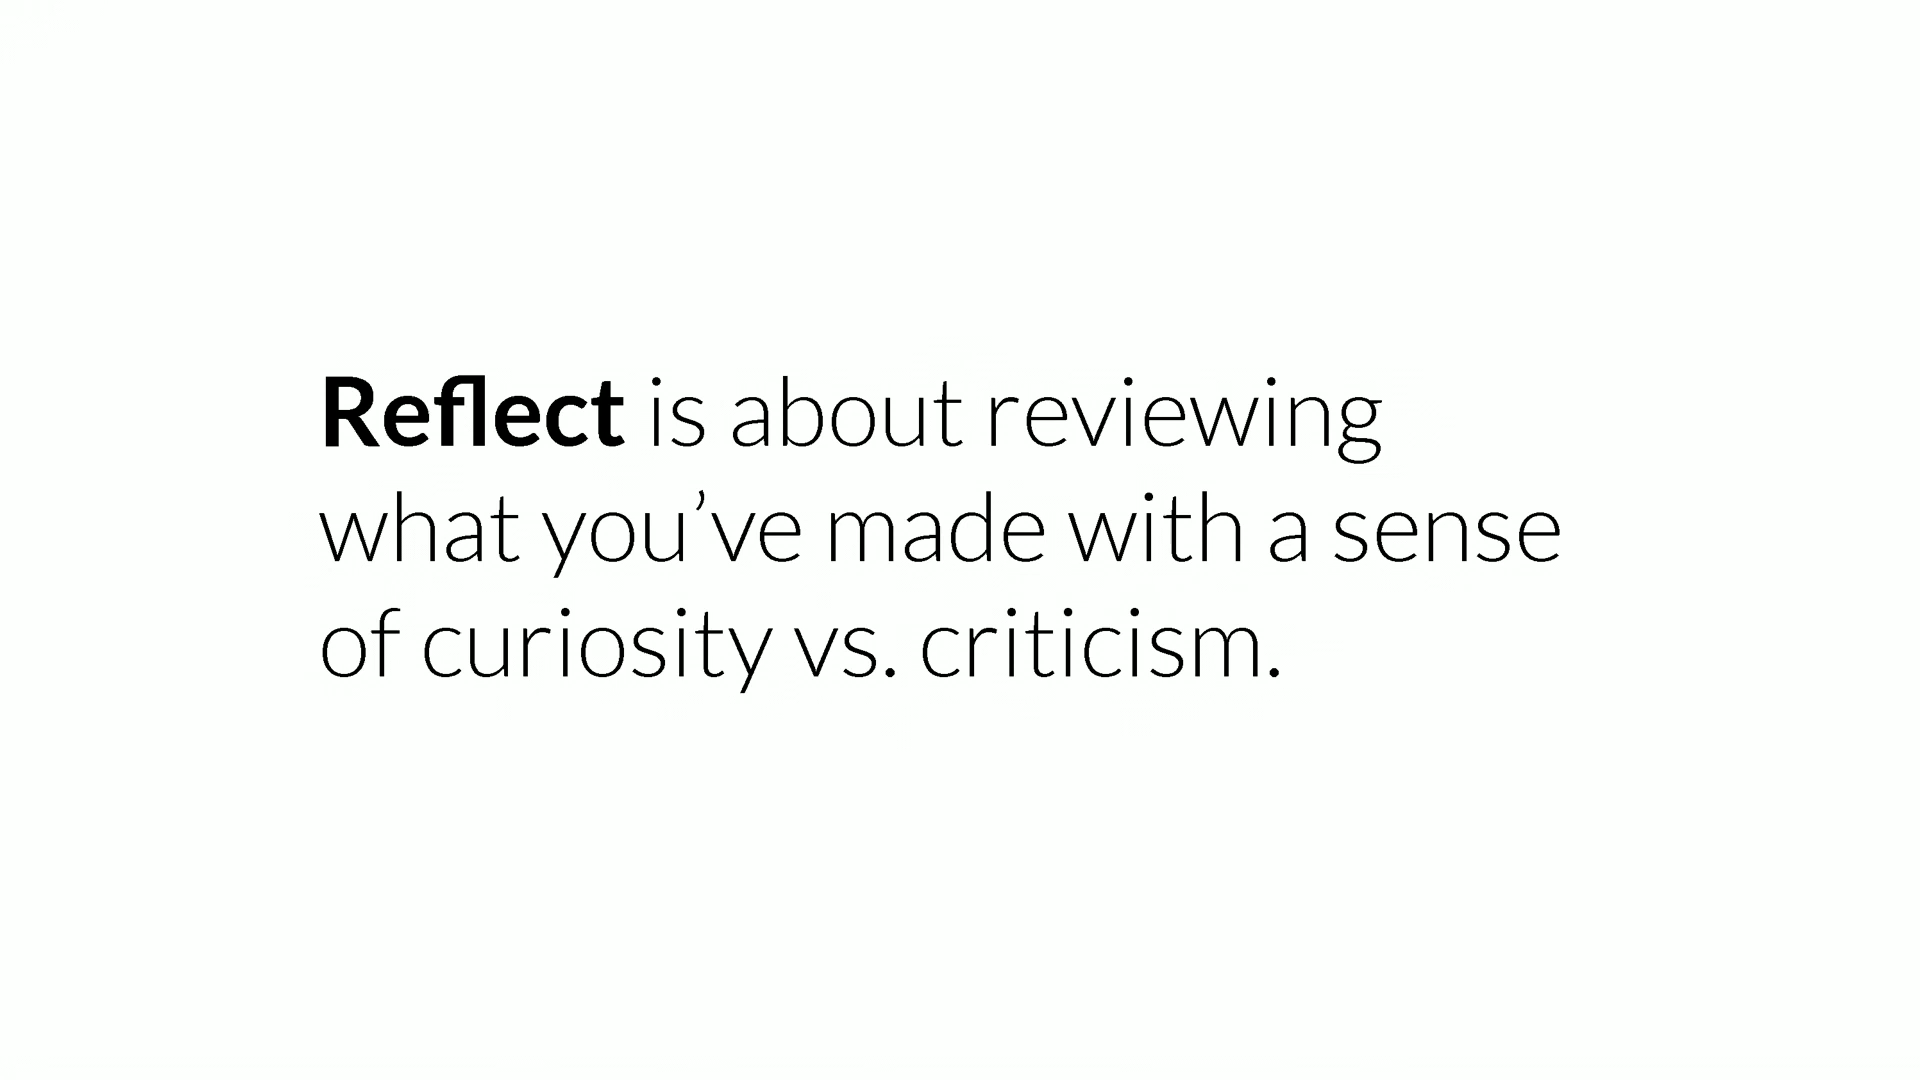 Reflect is about reviewing
what you’ve made with a sense
of curiosity vs. criticism.